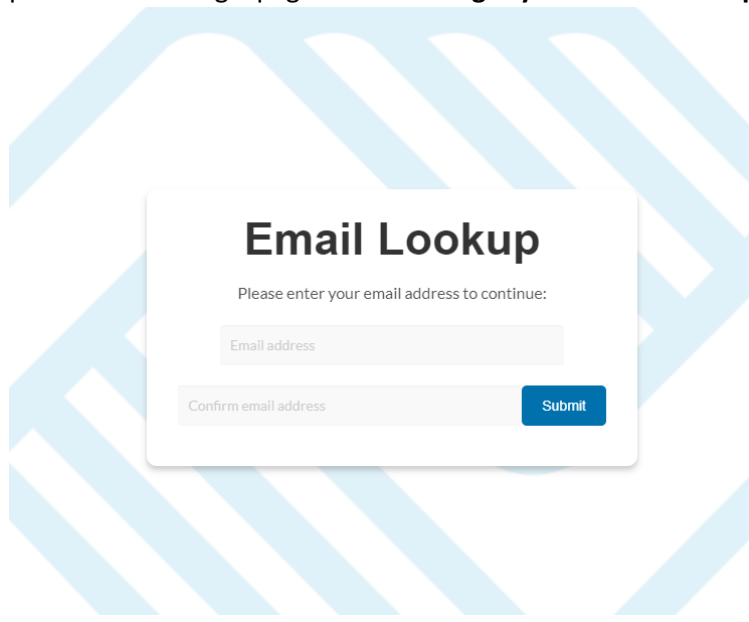 Email Lookup
Please enter your email address to continue:
Email address
Confirm email address Submit